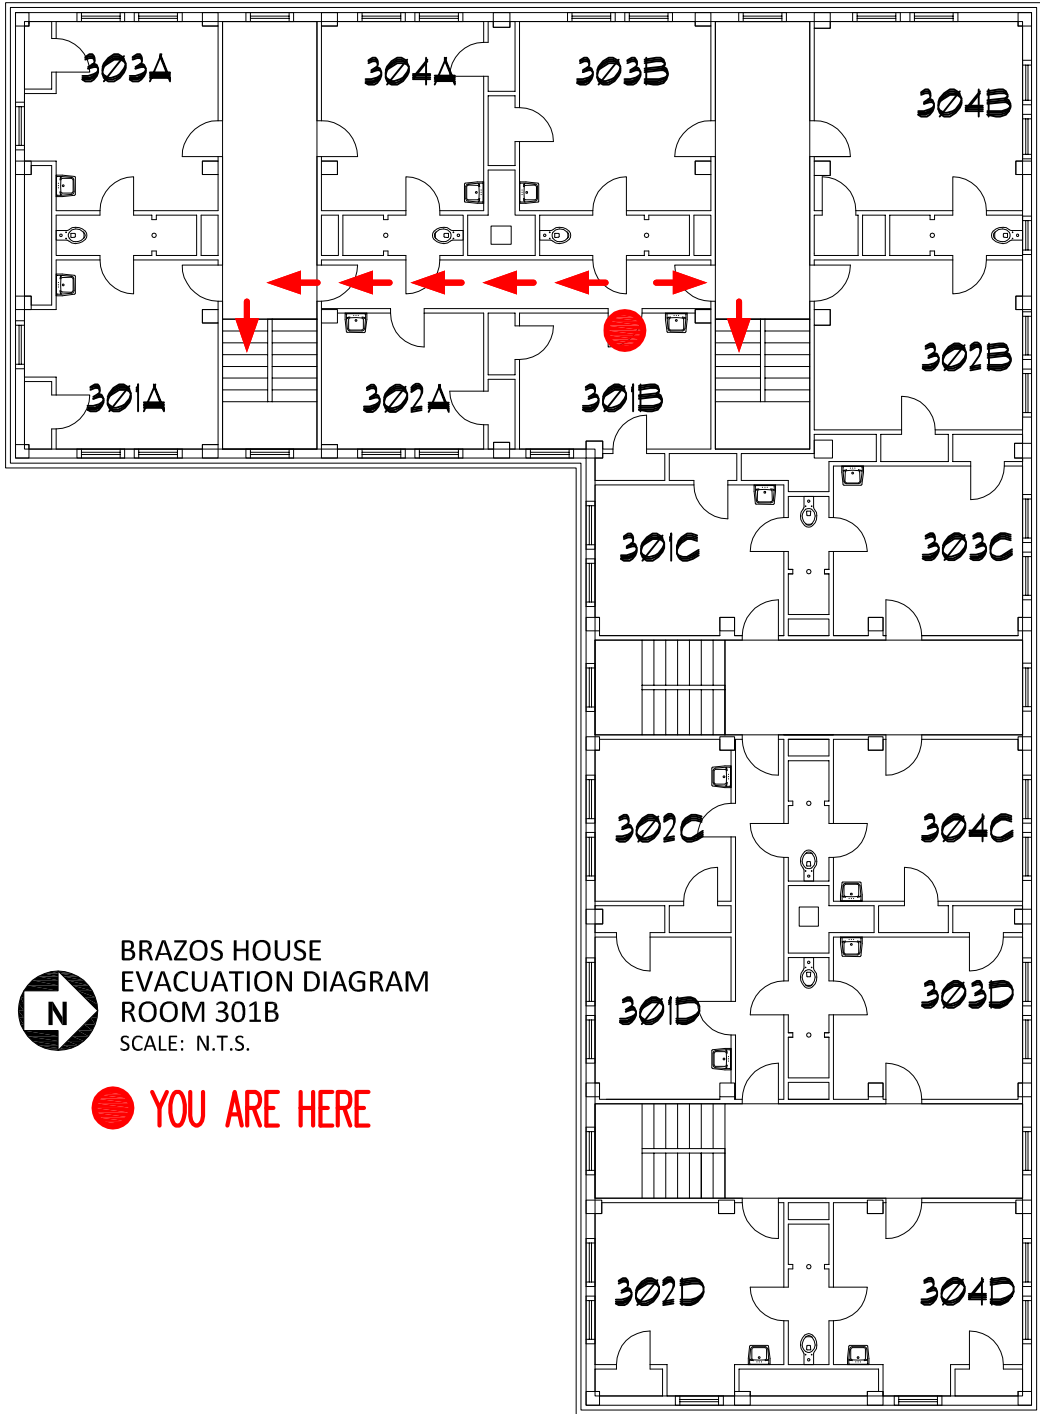 303A
304A
303B
304B
301A
302A
301B
302B
301C
303C
302C
304C
301D
303D
302D
304D
N
BRAZOS HOUSE
EVACUATION DIAGRAM
ROOM 301B
SCALE: N.T.S.
YOU ARE HERE